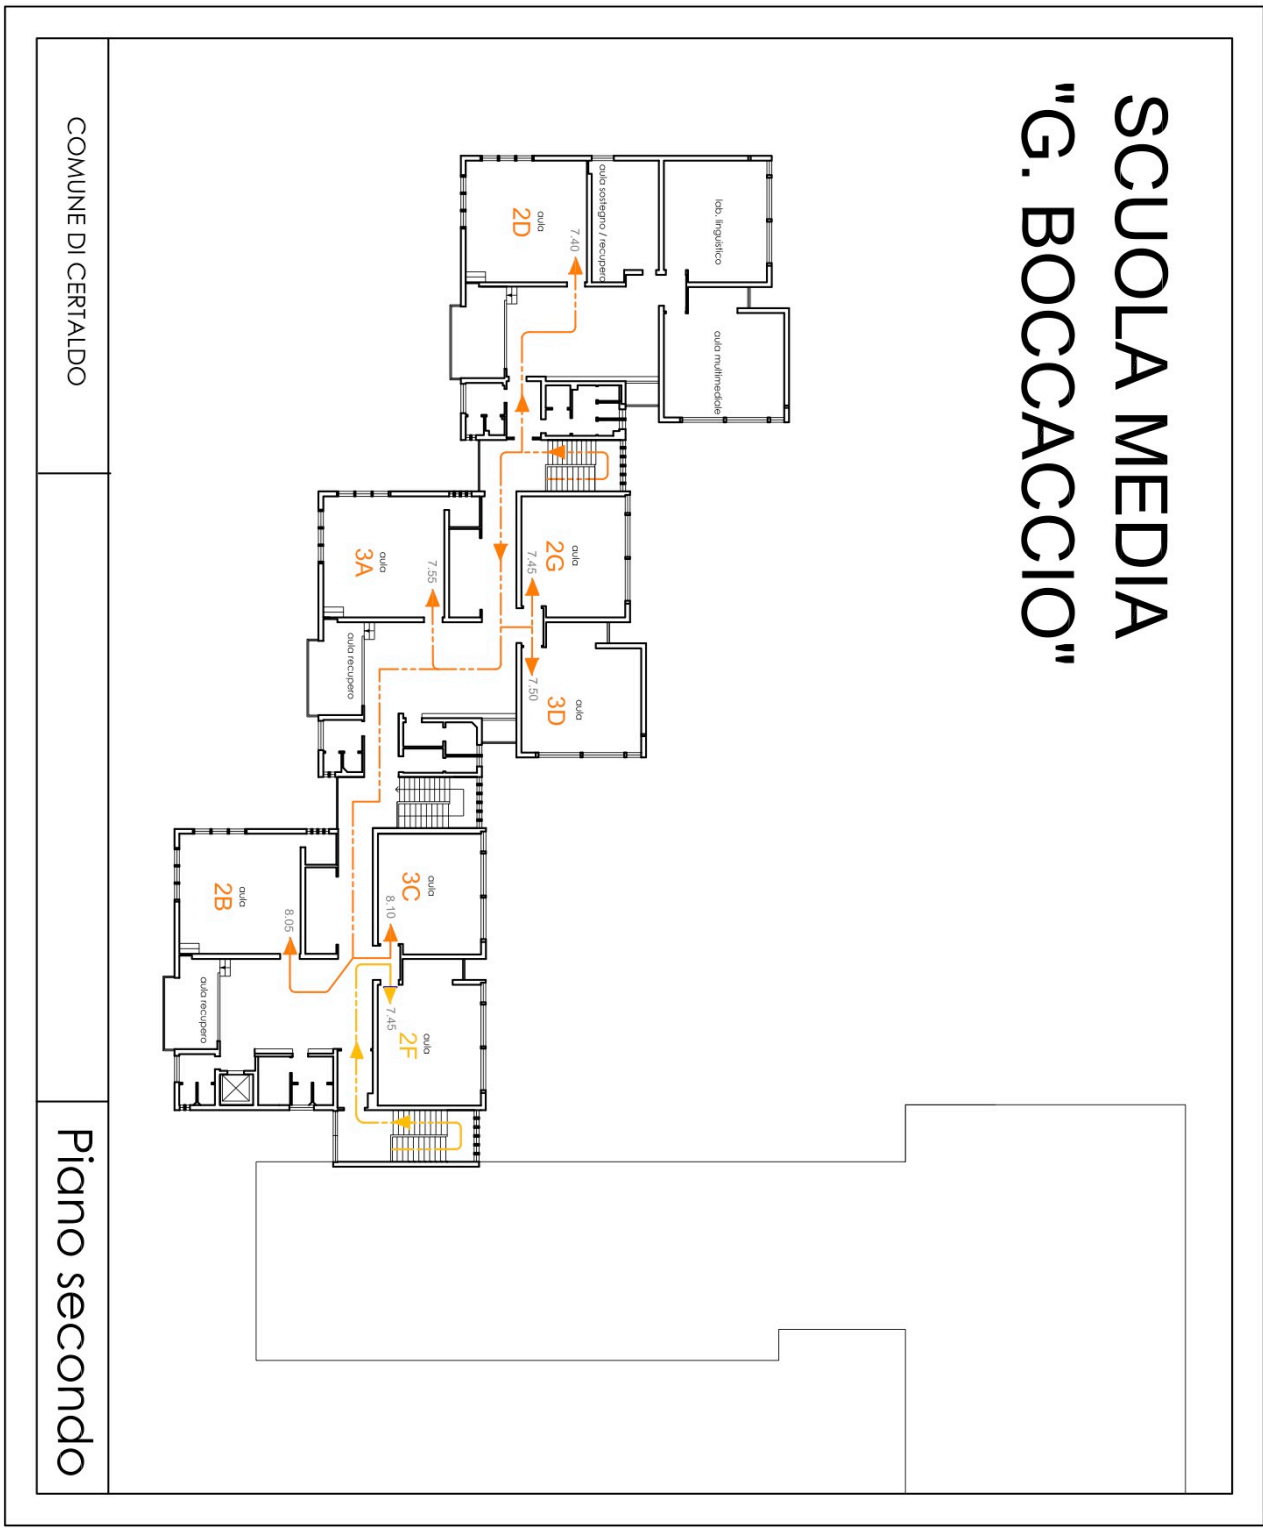 SCUOLA MEDIA
"G. BOCCACCIO"
lab. linguistico
aula multimediale
aula sostegno / recupero
7.40
aula
2D
aula
2G
7.45
aula
3D
7.50
7.55
aula
3A
aula recupero
aula
3C
8.10
aula
2F
7.45
8.05
aula
2B
aula recupero
COMUNE DI CERTALDO
Piano secondo